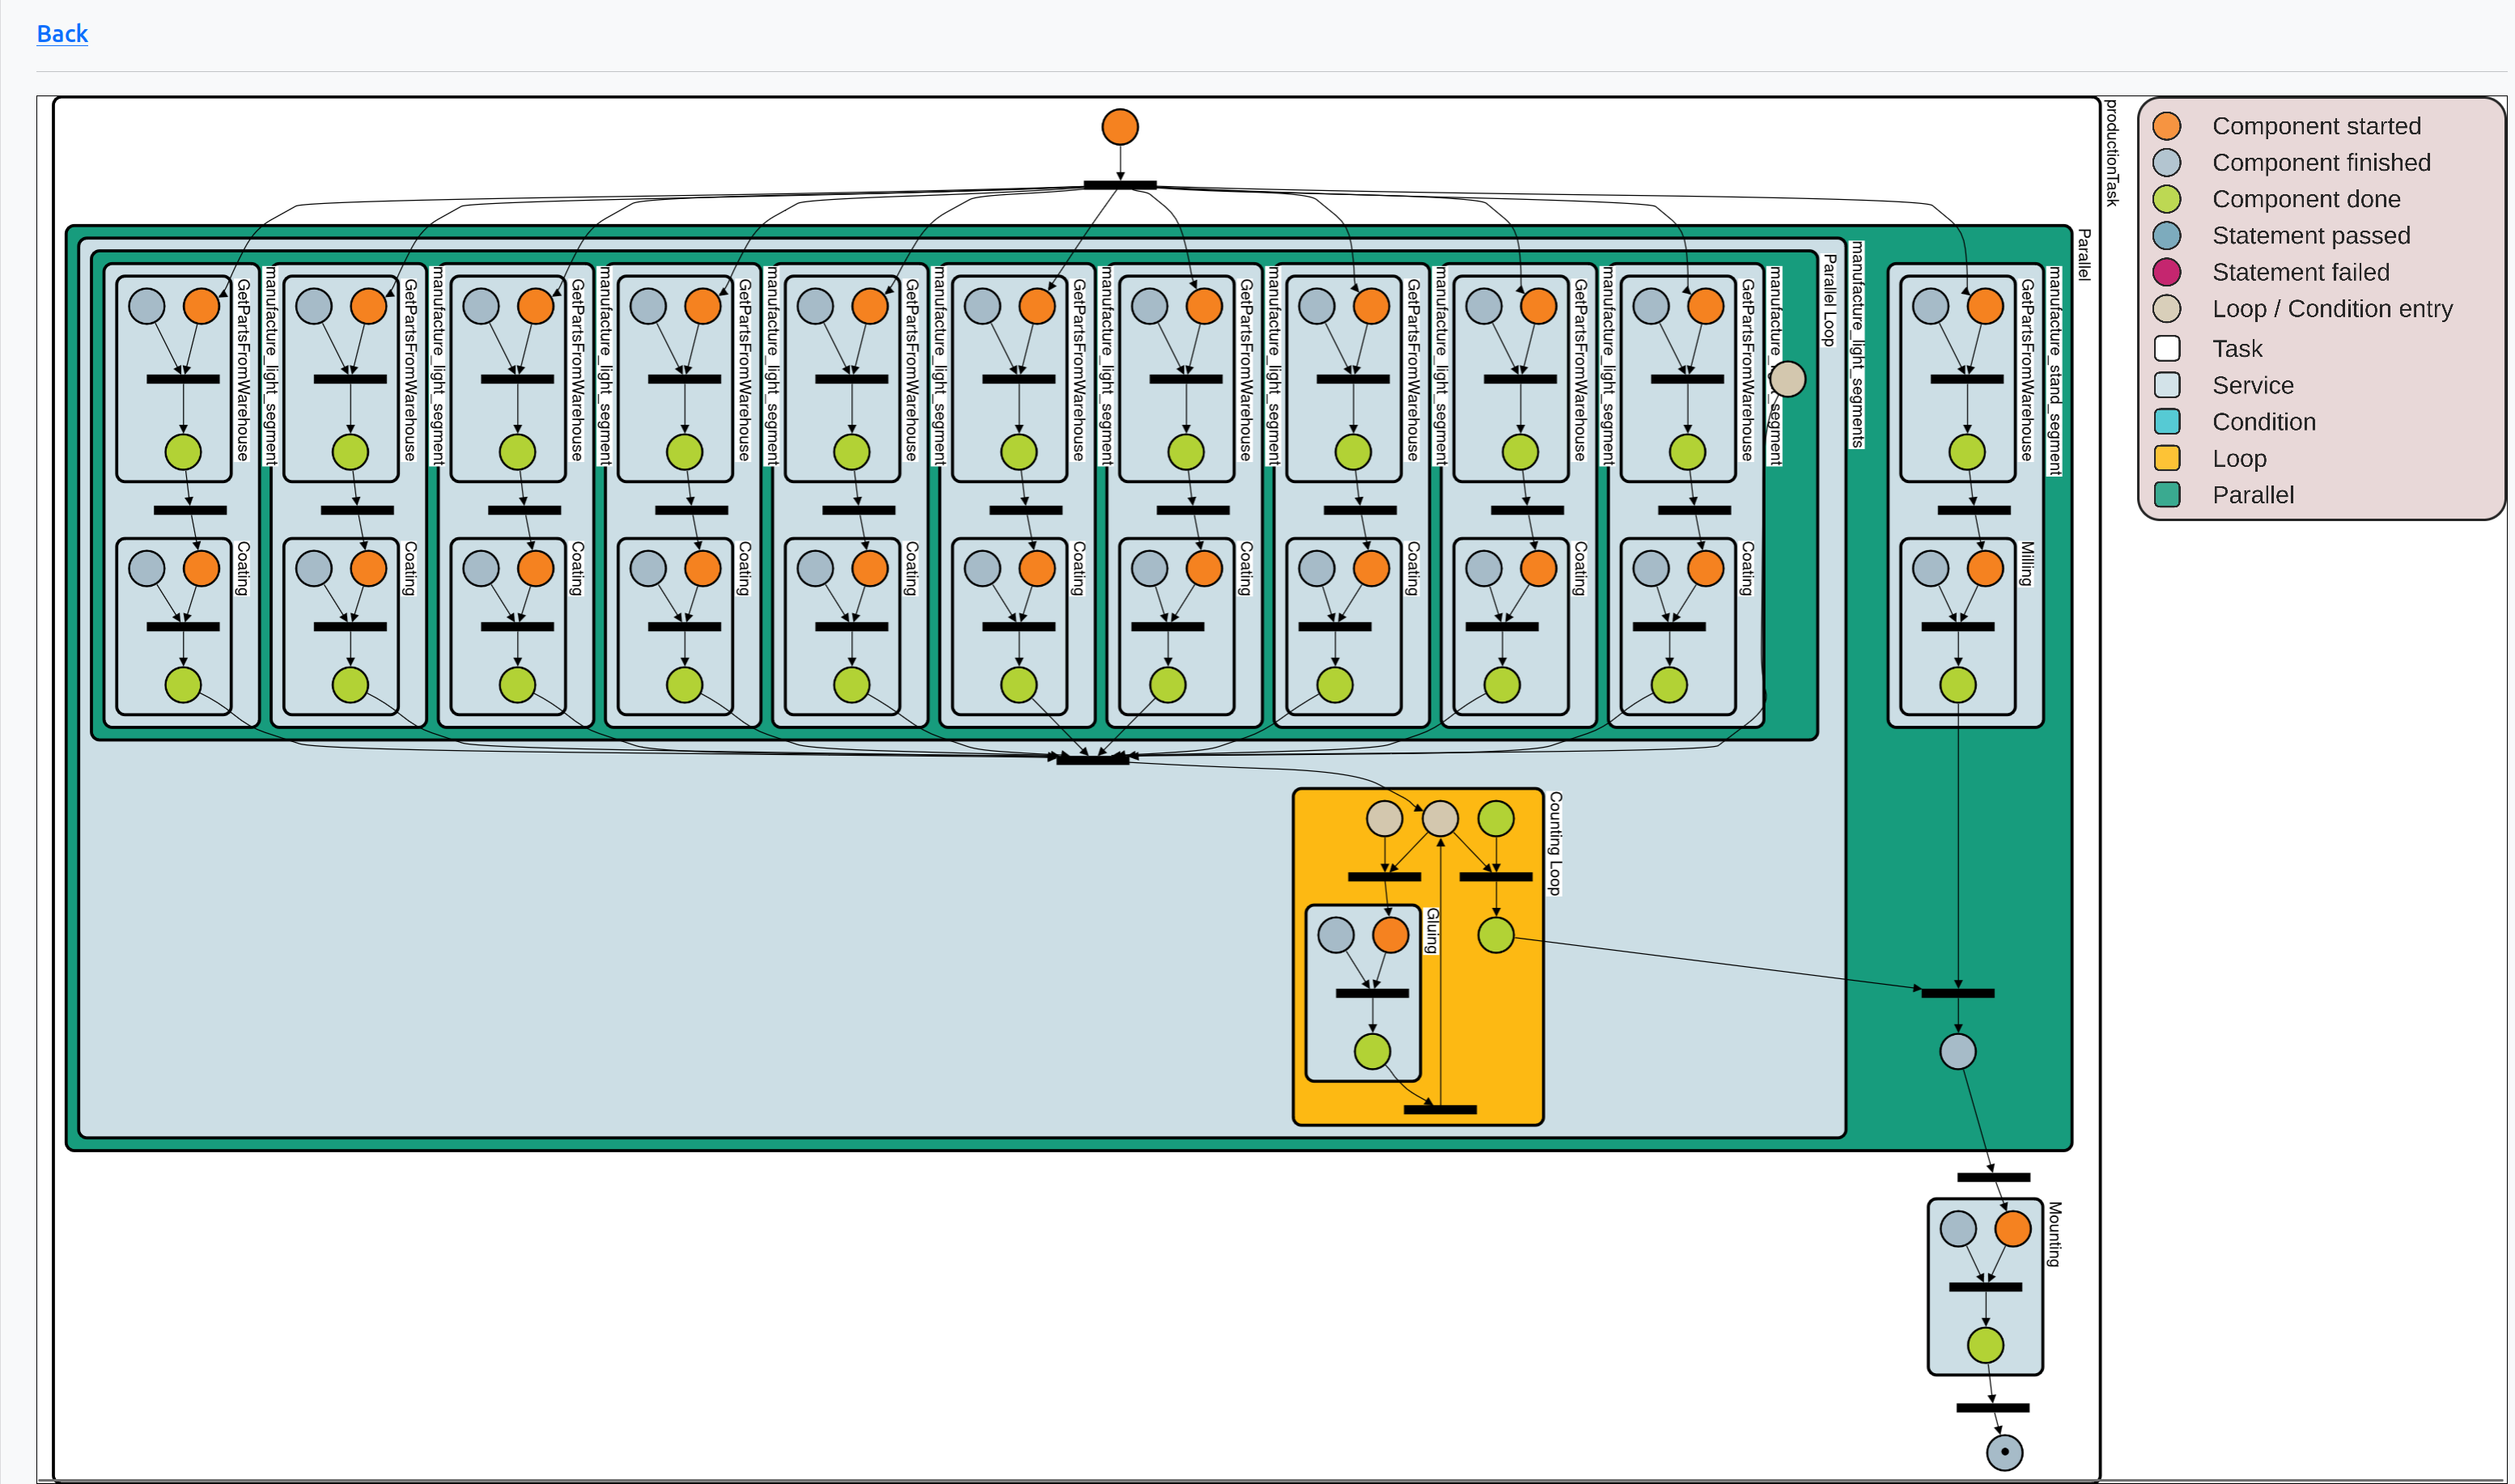 Back
productionTask
Parallel
manufacture_light_segments
Parallel Loop
manufacture_light_segment
GetPartsFromWarehouse
manufacture_light_segment
GetPartsFromWarehouse
manufacture_light_segment
GetPartsFromWarehouse
manufacture_light_segment
GetPartsFromWarehouse
manufacture_light_segment
GetPartsFromWarehouse
manufacture_light_segment
GetPartsFromWarehouse
manufacture_light_segment
GetPartsFromWarehouse
manufacture_light_segment
GetPartsFromWarehouse
manufacture_light_segment
GetPartsFromWarehouse
manufacture_light_segment
GetPartsFromWarehouse
manufacture_stand_segment
GetPartsFromWarehouse
Coating
Coating
Coating
Coating
Coating
Coating
Coating
Coating
Coating
Coating
Milling
Counting Loop
Gluing
Mounting
Component started
Component finished
Component done
Statement passed
Statement failed
Loop / Condition entry
Task
Service
Condition
Loop
Parallel